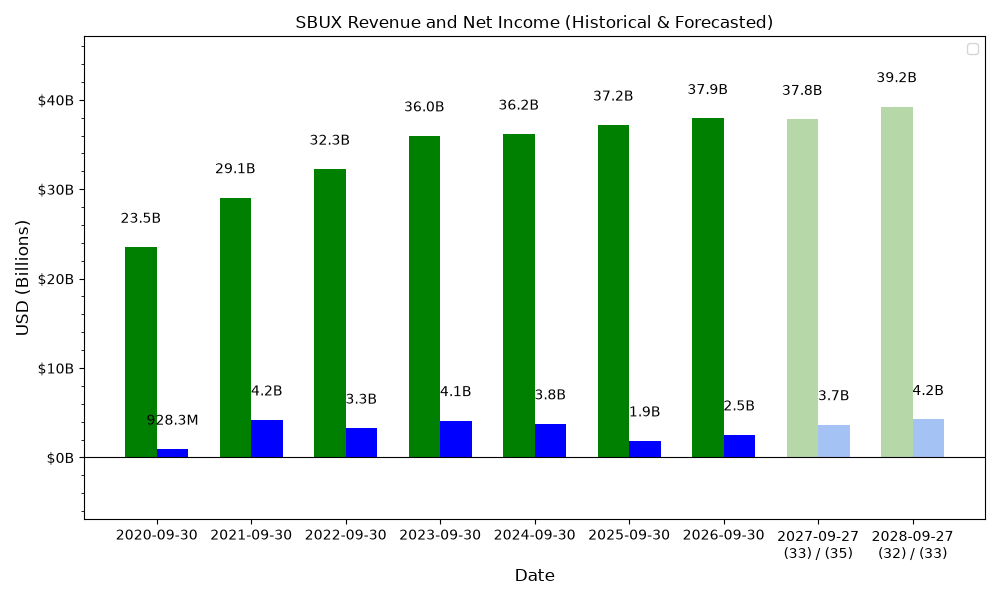 SBUX Revenue and Net Income (Historical & Forecasted)
USD (Billions)
$40B
$30B
$20B
$10B
$0B
23.5B
29.1B
32.3B
36.0B
36.2B
37.2B
37.9B
37.8B
39.2B
928.3M
4.2B
3.3B
4.1B
3.8B
1.9B
2.5B
3.7B
4.2B
2020-09-30
2021-09-30
2022-09-30
2023-09-30
2024-09-30
2025-09-30
2026-09-30
2027-09-27
(33) / (35)
2028-09-27
(32) / (33)
Date